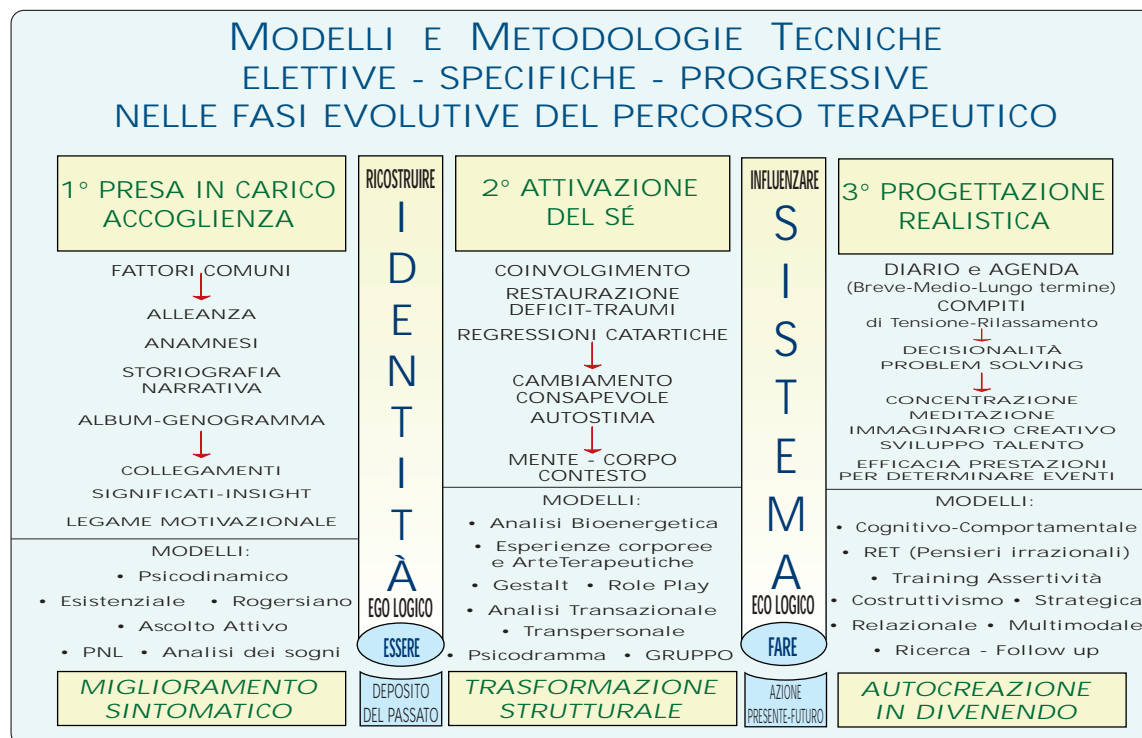 MODELLI E METODOLOGIE TECNICHE
ELETTIVE - SPECIFICHE - PROGRESSIVE
NELLE FASI EVOLUTIVE DEL PERCORSO TERAPEUTICO
1° PRESA IN CARICO
ACCOGLIENZA
FATTORI COMUNI
ALLEANZA
ANAMNESI
STORIOGRAFIA
NARRATIVA
ALBUM-GENOGRAMMA
COLLEGAMENTI
SIGNIFICATI-INSIGHT
LEGAME MOTIVAZIONALE
MODELLI:
• Psicodinamico
• Esistenziale • Rogersiano
• Ascolto Attivo
• PNL • Analisi dei sogni
MIGLIORAMENTO
SINTOMATICO
RICOSTRUIRE
IDENTITÀ
EGO LOGICO
ESSERE
DEPOSITO
DEL PASSATO
2° ATTIVAZIONE
DEL SÉ
COINVOLGIMENTO
RESTAURAZIONE
DEFICIT-TRAUMI
REGRESSIONI CATARTICHE
CAMBIAMENTO
CONSAPEVOLE
AUTOSTIMA
MENTE - CORPO
CONTESTO
MODELLI:
• Analisi Bioenergetica
• Esperienze corporee
e ArteTerapeutiche
• Gestalt • Role Play
• Analisi Transazionale
• Transpersonale
• Psicodramma • GRUPPO
TRASFORMAZIONE
STRUTTURALE
INFLUENZARE
SISTEMA
ECO LOGICO
FARE
AZIONE
PRESENTE-FUTURO
3° PROGETTAZIONE
REALISTICA
DIARIO e AGENDA
(Breve-Medio-Lungo termine)
COMPITI
di Tensione-Rilassamento
DECISIONALITÀ
PROBLEM SOLVING
CONCENTRAZIONE
MEDITAZIONE
IMMAGINARIO CREATIVO
SVILUPPO TALENTO
EFFICACIA PRESTAZIONI
PER DETERMINARE EVENTI
MODELLI:
• Cognitivo-Comportamentale
• RET (Pensieri irrazionali)
• Training Assertività
• Costruttivismo • Strategica
• Relazionale • Multimodale
• Ricerca - Follow up
AUTOCREAZIONE
IN DIVENENDO